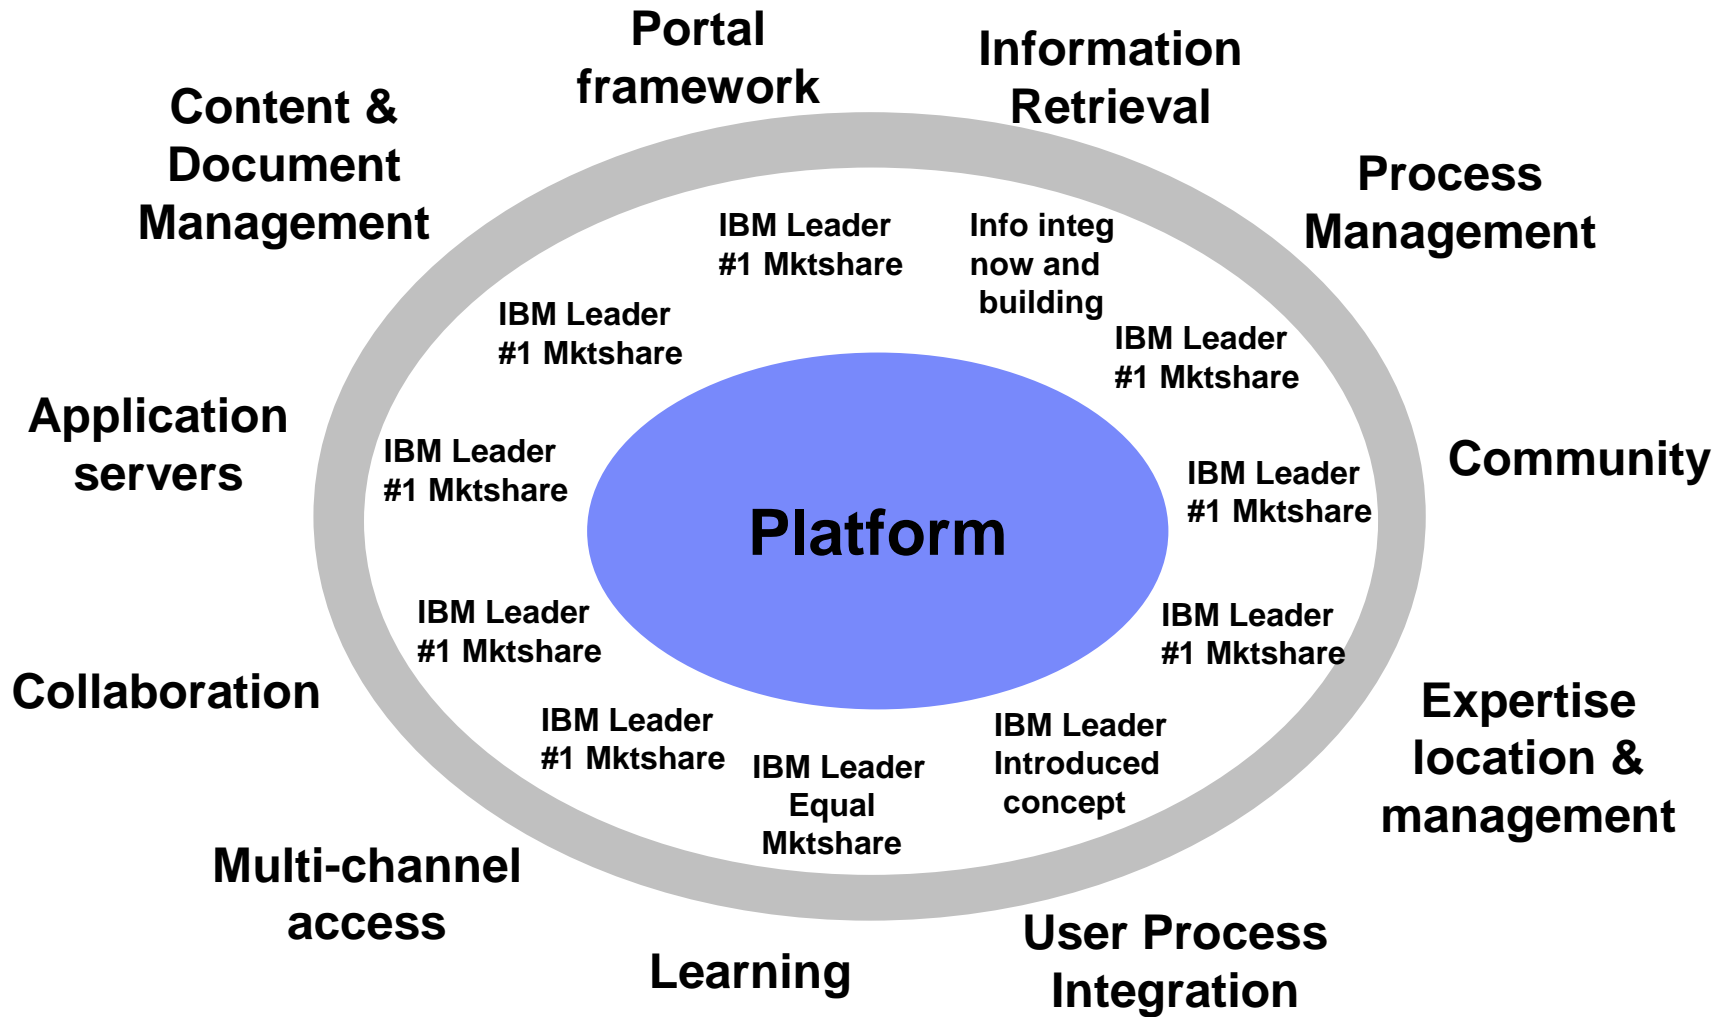 Portal
framework
Information
Retrieval
Content &
Document
Management
Process
Management
IBM Leader
#1 Mktshare
Info integ
now and
building
IBM Leader
#1 Mktshare
IBM Leader
#1 Mktshare
Application
servers
IBM Leader
#1 Mktshare
Community
IBM Leader
#1 Mktshare
Platform
IBM Leader
#1 Mktshare
IBM Leader
#1 Mktshare
Collaboration
Expertise
location &
management
IBM Leader
#1 Mktshare
IBM Leader
Equal
Mktshare
IBM Leader
Introduced
concept
Multi-channel
access
Learning
User Process
Integration